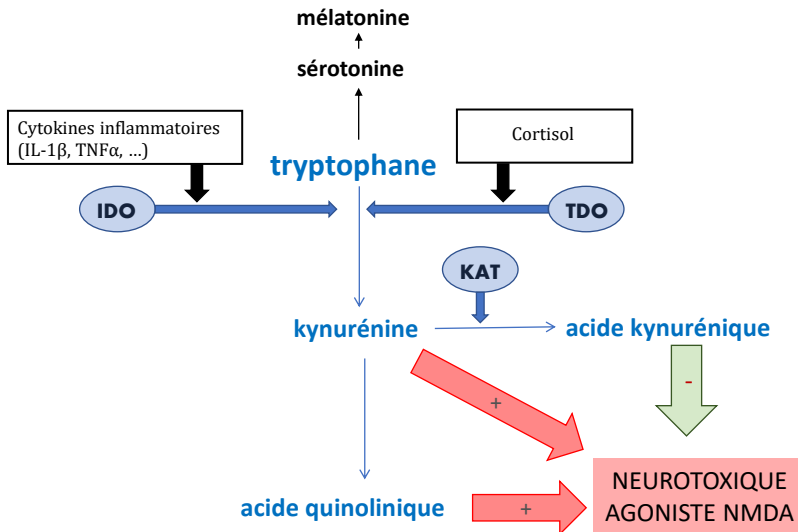 mélatonine
sérotonine
Cytokines inflammatoires
(IL-1β, TNFα, …)
Cortisol
tryptophane
IDO
TDO
KAT
kynurénine
acide kynurénique
-
+
NEUROTOXIQUE
AGONISTE NMDA
acide quinolinique
+